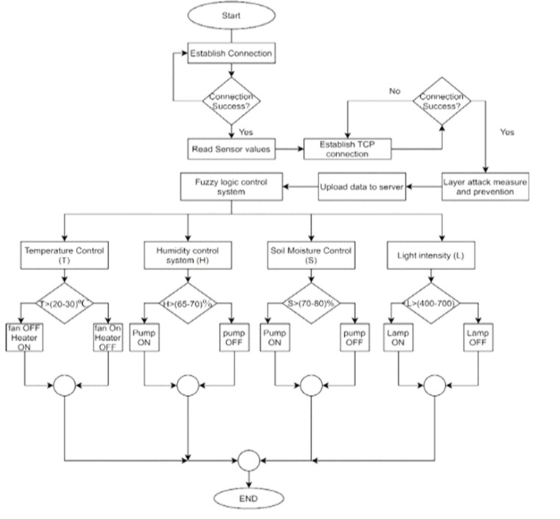 Start
Establish Connection
Connection
Success?
Yes
Read Sensor values
Establish TCP
connection
No
Connection
Success?
Yes
Layer attack measure
and prevention
Upload data to server
Fuzzy logic control
system
Temperature Control
(T)
Humidity control
system (H)
Soil Moisture Control
(S)
Light intensity (L)
T>(20-30)⁰C
H>(65-70)%
S>(70-80)%
L>(400-700)
fan OFF
Heater
ON
fan On
Heater
OFF
Pump
ON
pump
OFF
Pump
ON
pump
OFF
Lamp
ON
Lamp
OFF
END